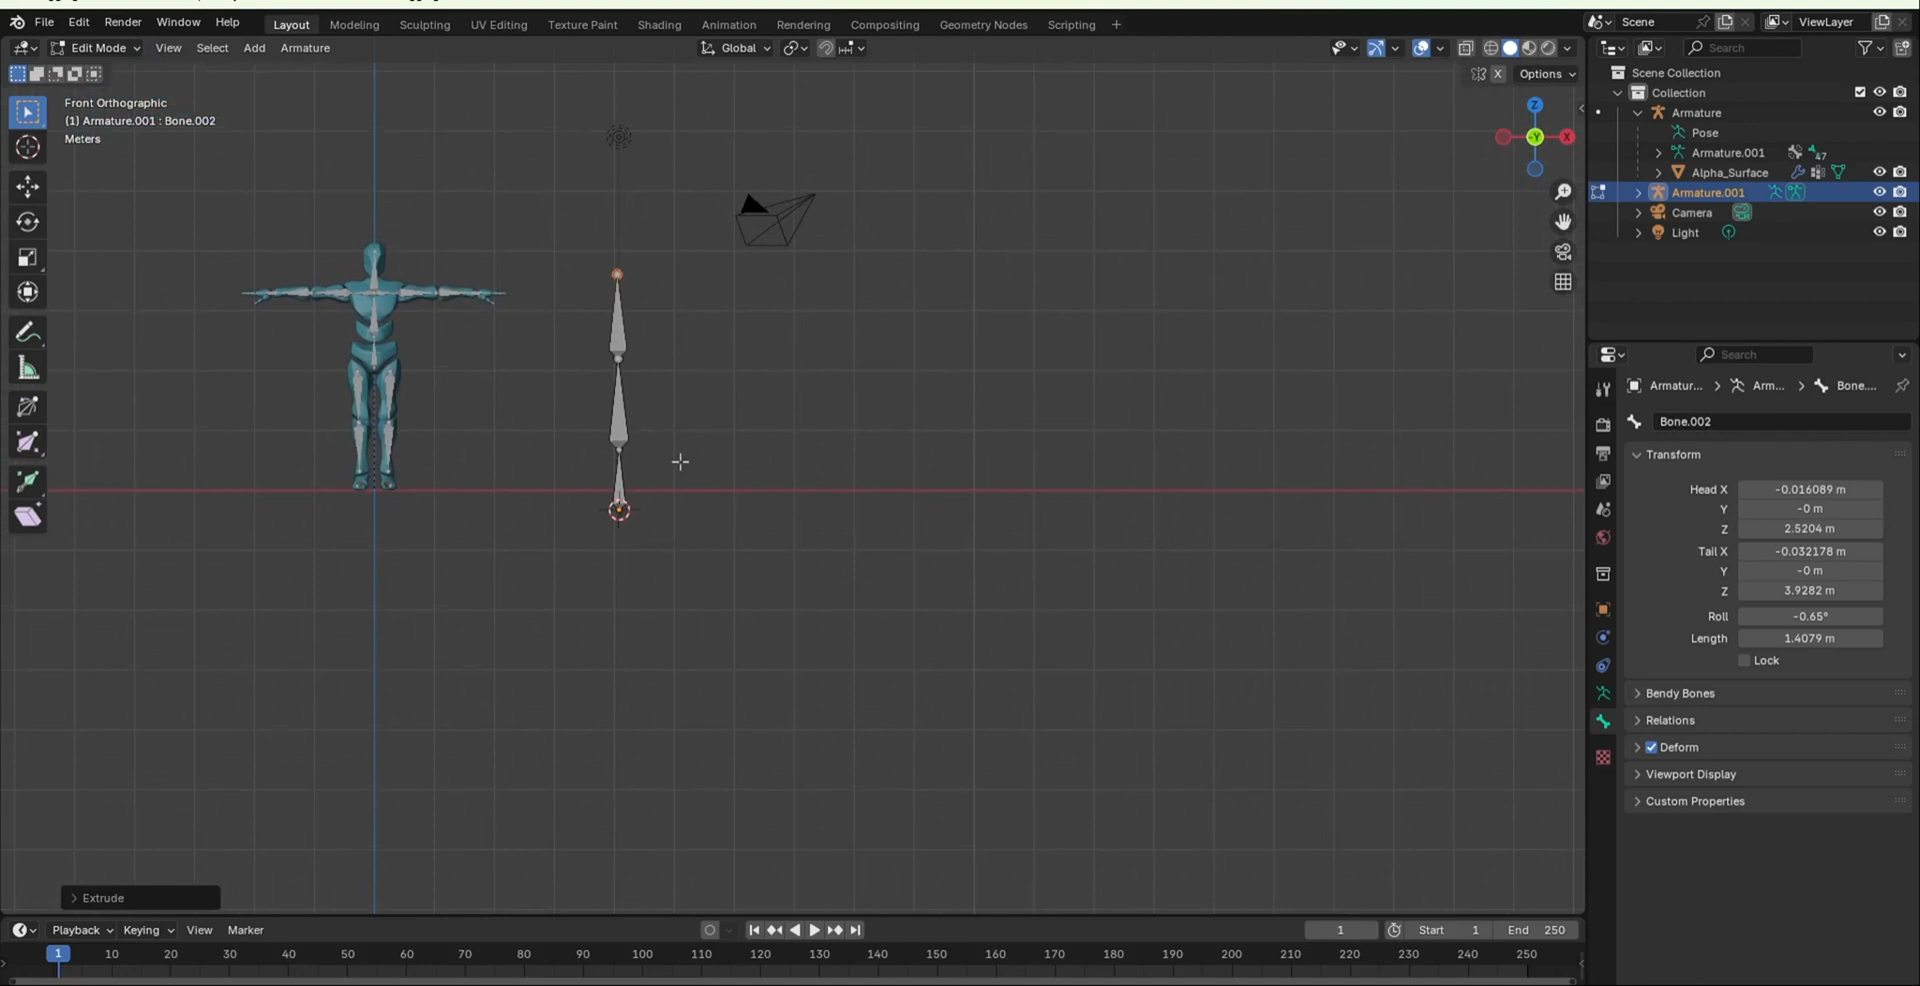 File Edit Render Window Help Layout Modeling Sculpting UV Editing Texture Paint Shading Animation Rendering Compositing Geometry Nodes Scripting + Scene ViewLayer
Edit Mode View Select Add Armature Global Search
X Options
Scene Collection
Collection
Armature
Pose
Armature.001 47
Alpha_Surface
Armature.001
Camera
Light
Front Orthographic
(1) Armature.001 : Bone.002
Meters
Z
-Y
X
Search
Armatur... Arm... Bone....
Bone.002
Transform
Head X -0.016089 m
Y -0 m
Z 2.5204 m
Tail X -0.032178 m
Y -0 m
Z 3.9282 m
Roll -0.65°
Length 1.4079 m
Lock
Bendy Bones
Relations
Deform
Viewport Display
Custom Properties
Extrude
Playback Keying View Marker 1 Start 1 End 250
1 10 20 30 40 50 60 70 80 90 100 110 120 130 140 150 160 170 180 190 200 210 220 230 240 250